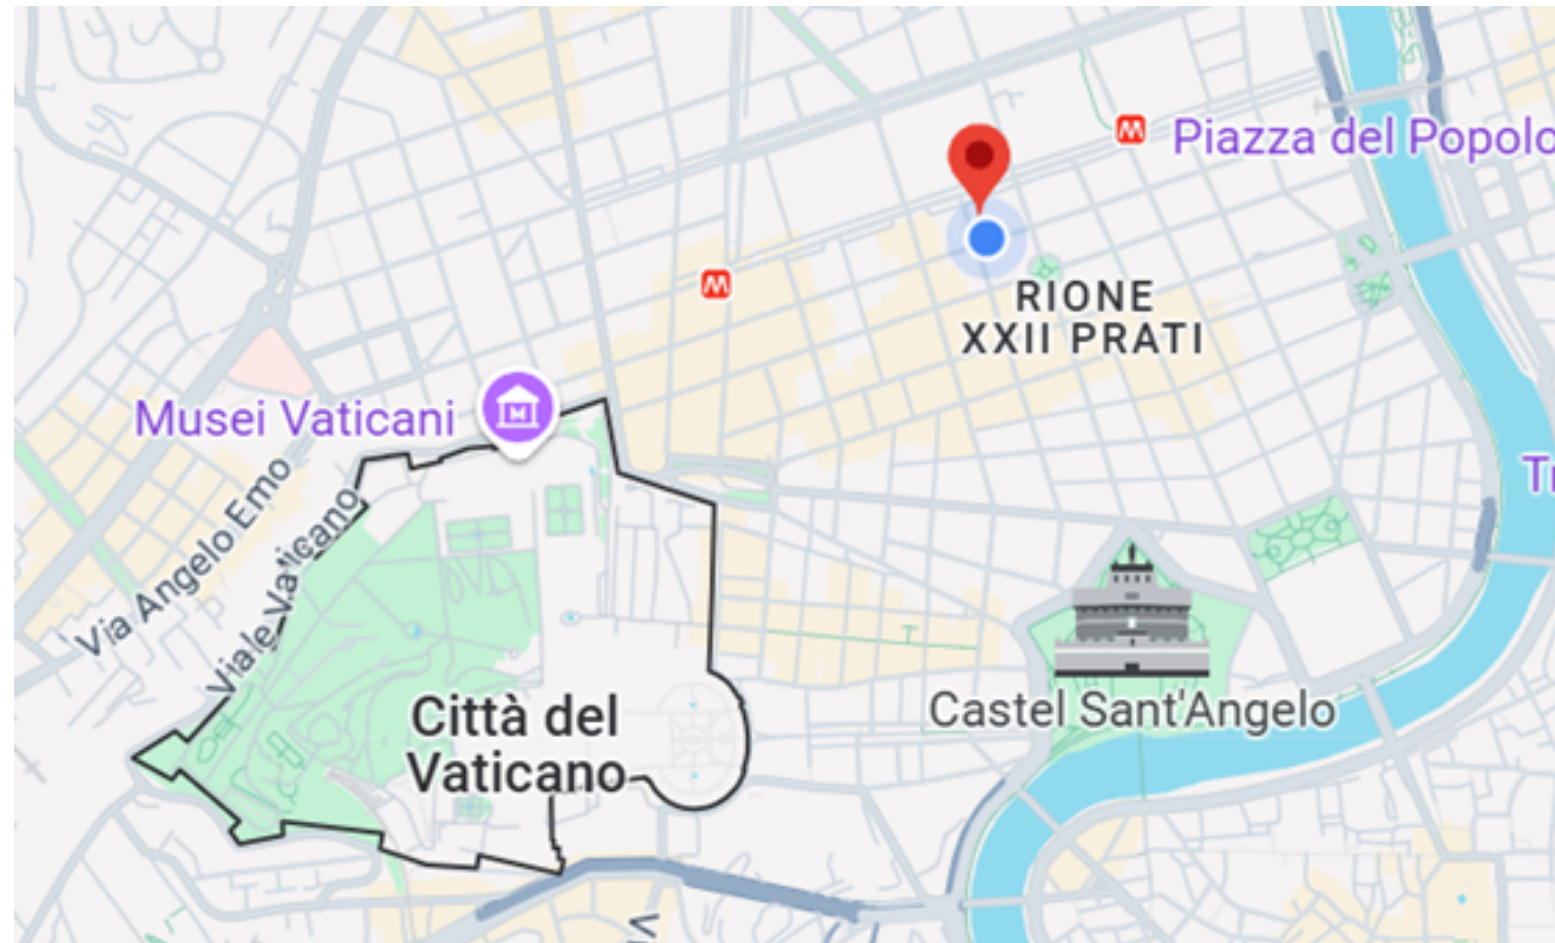 Piazza del Popolo
RIONE
XXII PRATI
Musei Vaticani
Via Angelo Emo
Viale Vaticano
Castel Sant'Angelo
Città del
Vaticano